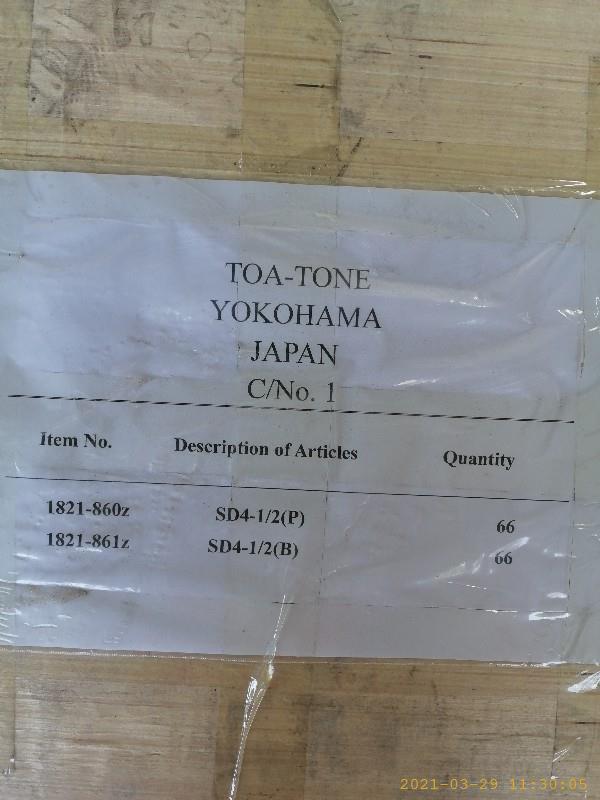 TOA-TONE
YOKOHAMA
JAPAN
C/No. 1
Item No. Description of Articles Quantity
1821-860z SD4-1/2(P) 66
1821-861z SD4-1/2(B) 66
2021-03-29 11:30:05